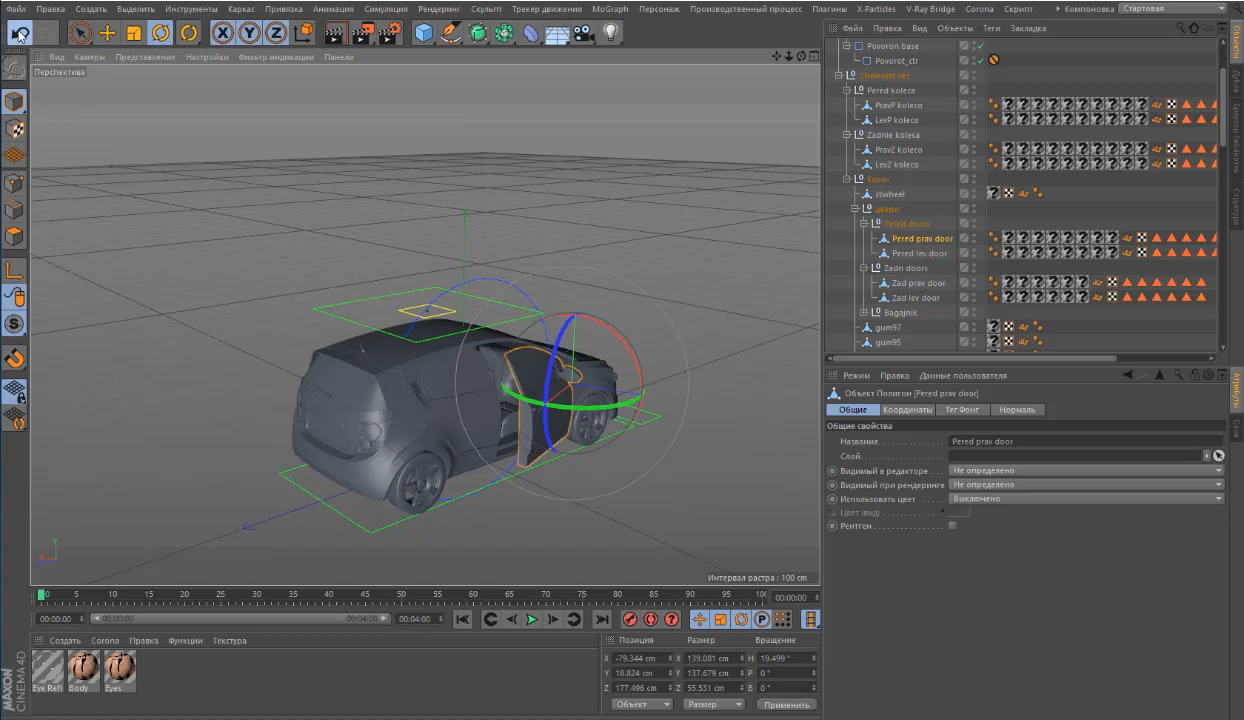 Файл Правка Создать Выделить Инструменты Каркас Привязка Анимация Симуляция Рендеринг Скульпт Трекер движения MoGraph Персонаж Производственный процесс Плагины X-Particles V-Ray Bridge Corona Скрипт Компоновка Стартовая
Вид Камеры Представление Настройки Фильтр индикации Панели
Перспектива
Интервал растра : 100 cm
Файл Правка Вид Объекты Теги Закладка
Povoron base
Povorot_ctr
Chevrolet ves
Pered koleca
PravP koleco
LevP koleco
Zadnie koleca
PravZ koleco
LevZ koleco
Kuzov
stwheel
двери
Pered doors
Pered prav door
Pered lev door
Zadn doors
Zad prav door
Zad lev door
Bagajnik
gum97
gum95
Режим Правка Данные пользователя
Объект Полигон [Pered prav door]
Общие Координаты Тег Фонг Нормаль
Общие свойства
Название Pered prav door
Слой
Видимый в редакторе Не определено
Видимый при рендеринге Не определено
Использовать цвет Выключено
Цвет (вид)
Рентген
Объекты
Дубли
Браузер библиотек
Структура
Атрибуты
Слои
0 5 10 15 20 25 30 35 40 45 50 55 60 65 70 75 80 85 90 95 00:00:00
00:00:00 00:00:00 00:04:00 00:04:00
Создать Corona Правка Функции Текстура
Eye Refl Body Eyes
Позиция Размер Вращение
X -79.344 cm X 139.081 cm H 19.499 °
Y 18.824 cm Y 137.679 cm P 0 °
Z 177.496 cm Z 55.531 cm B 0 °
Объект Размер Применить
MAXON
CINEMA 4D